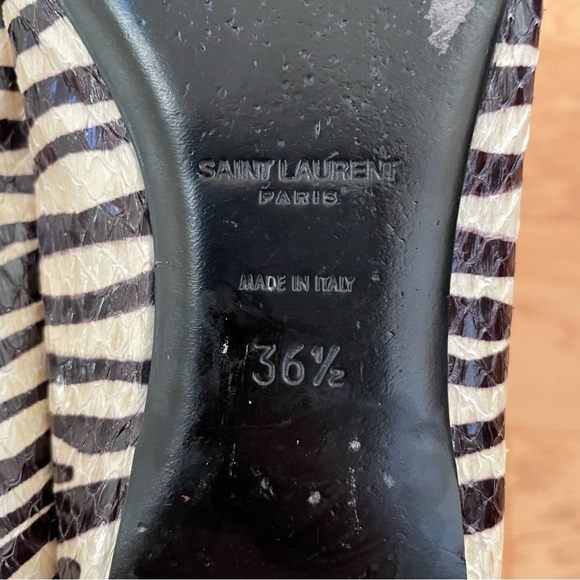 SAINT LAURENT
PARIS
MADE IN ITALY
36½